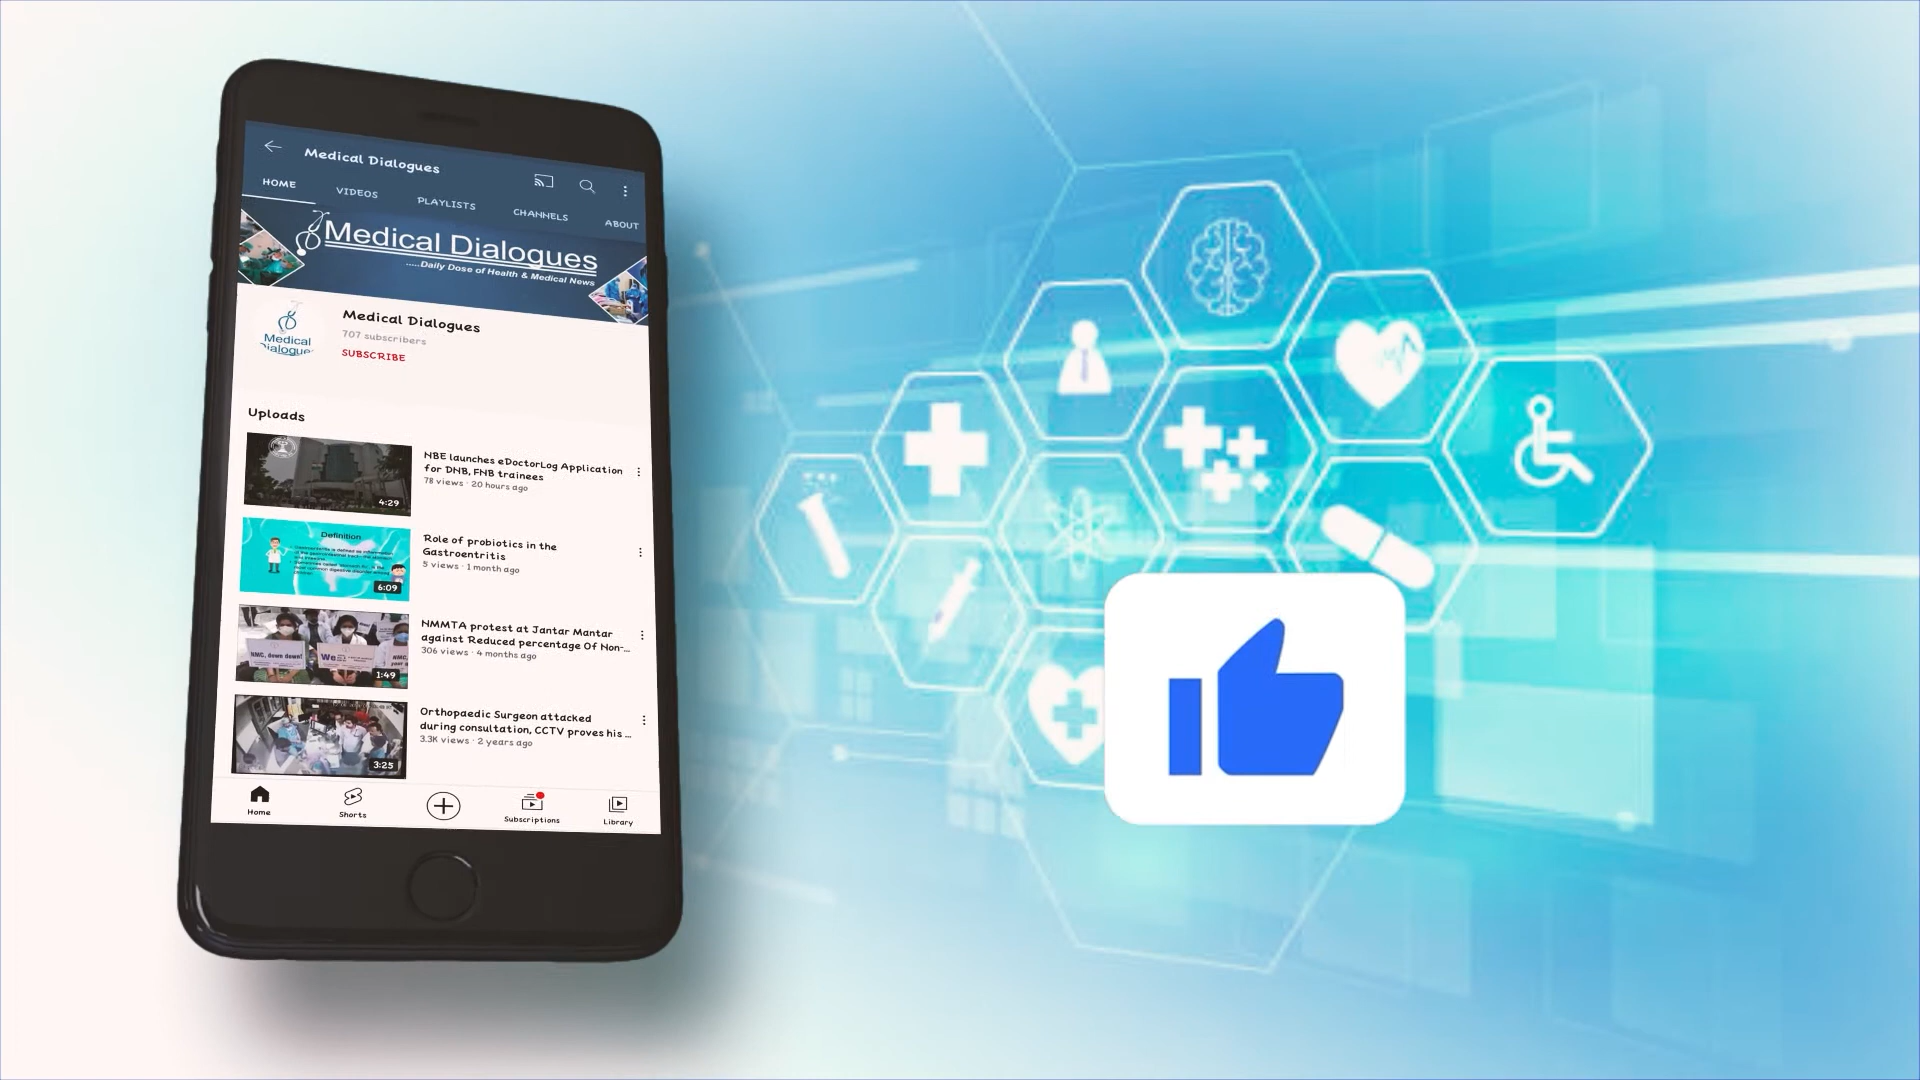 Medical Dialogues
HOME VIDEOS PLAYLISTS CHANNELS ABOUT
Medical Dialogues
.....Daily Dose of Health & Medical News
Medical
Medical Dialogues
707 subscribers
SUBSCRIBE
Uploads
4:29
NBE launches eDoctorLog Application
for DNB, FNB trainees
78 views · 20 hours ago
Definition
6:09
Role of probiotics in the
Gastroentritis
5 views · 1 month ago
NMC, down down!
1:49
NMMTA protest at Jantar Mantar
against Reduced percentage Of Non-...
306 views · 4 months ago
3:25
Orthopaedic Surgeon attacked
during consultation, CCTV proves his ...
3.3K views · 2 years ago
Home Shorts Subscriptions Library